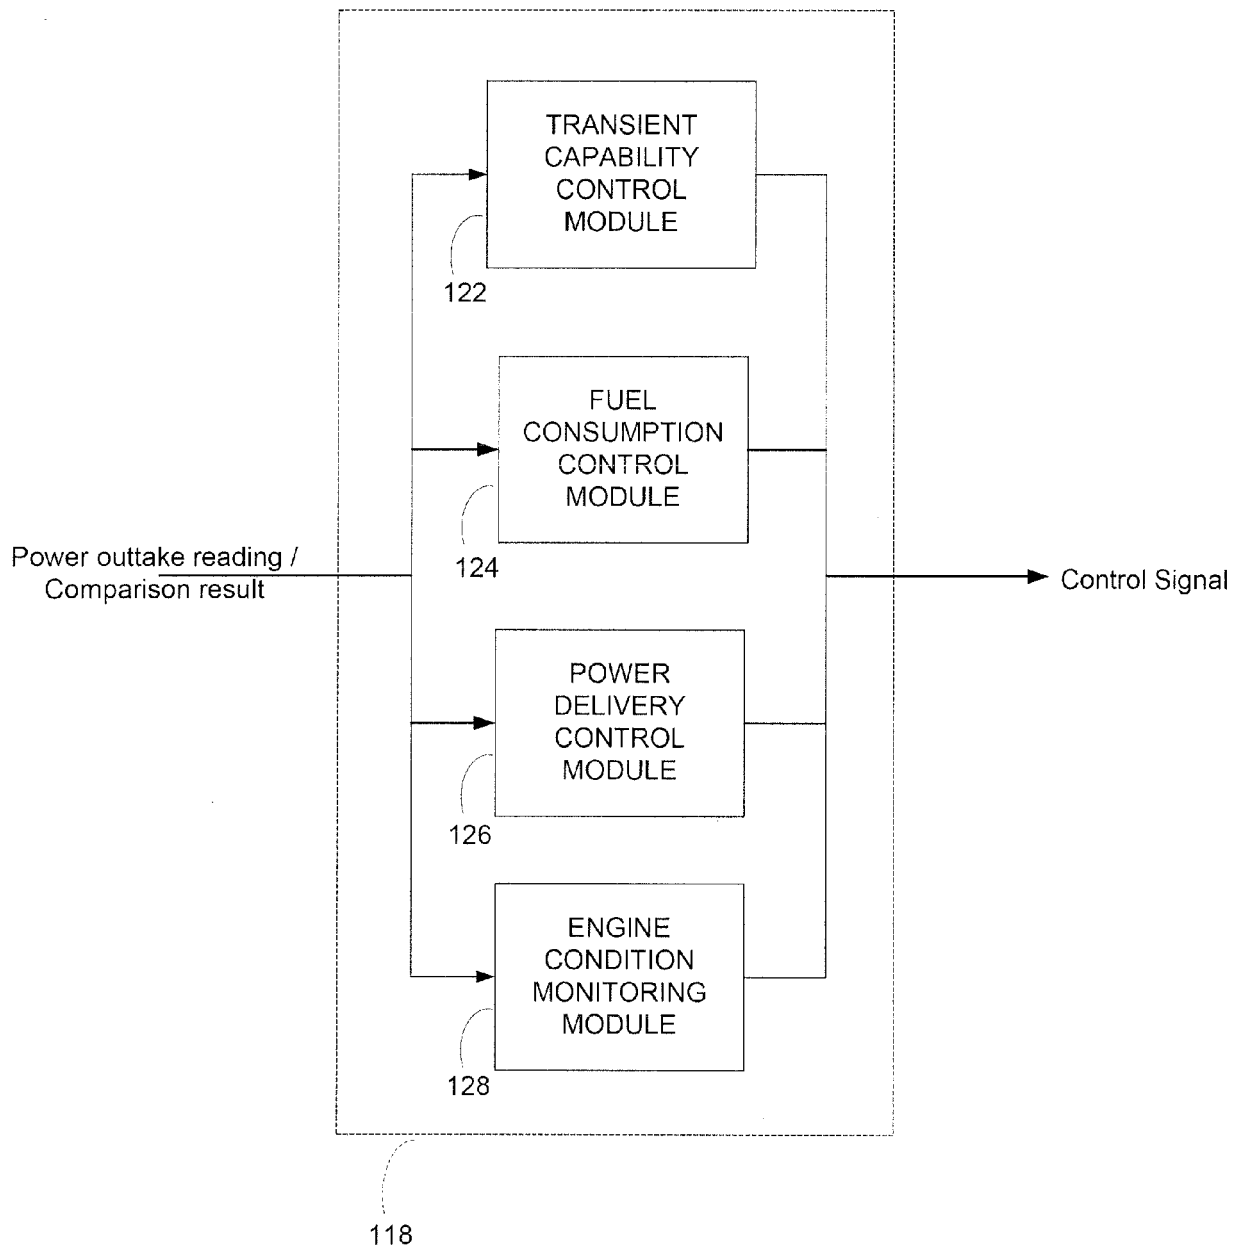 TRANSIENT
CAPABILITY
CONTROL
MODULE
122
FUEL
CONSUMPTION
CONTROL
MODULE
124
Power outtake reading /
Comparison result
Control Signal
POWER
DELIVERY
CONTROL
MODULE
126
ENGINE
CONDITION
MONITORING
MODULE
128
118